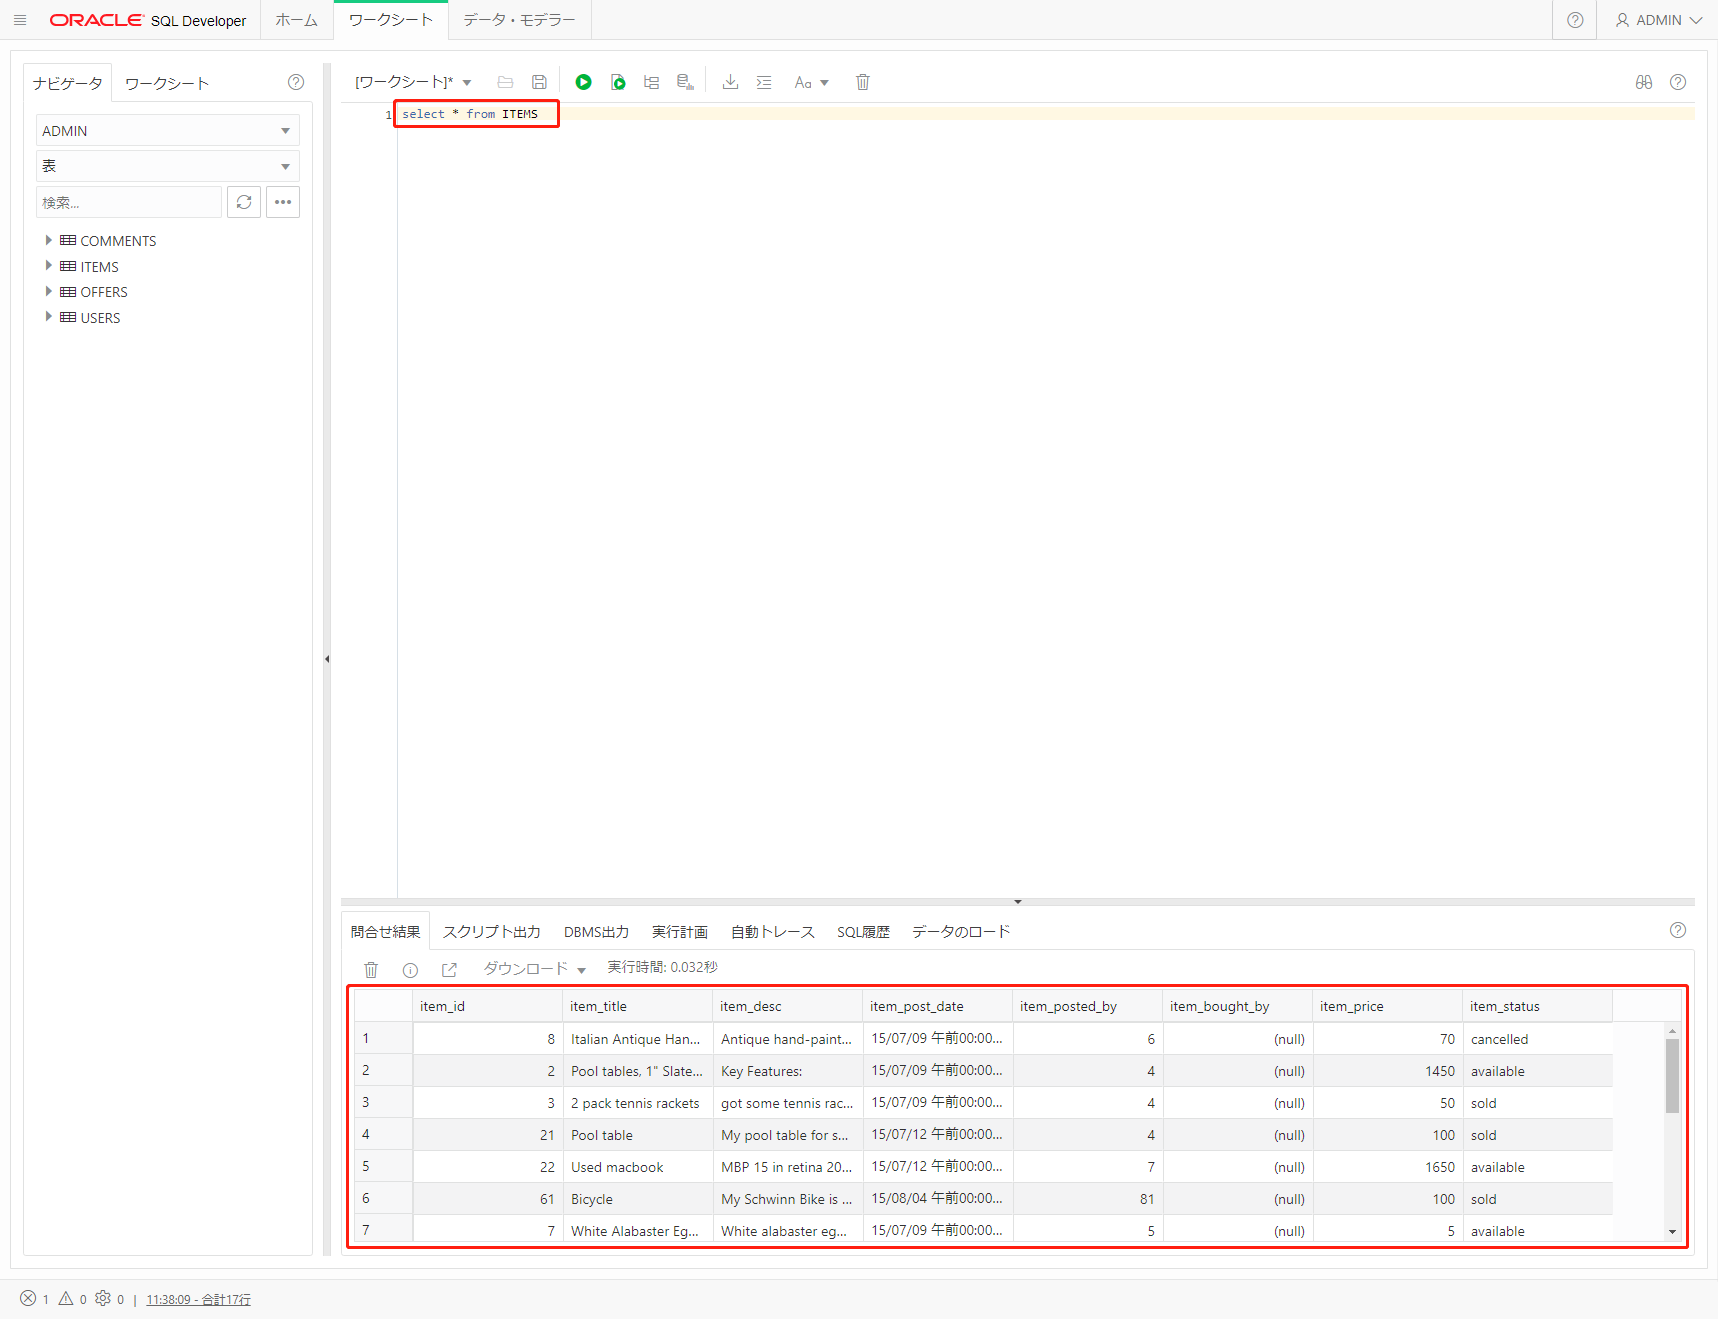 ORACLE SQL Developer ホーム ワークシート データ・モデラー ADMIN
ナビゲータ ワークシート
[ワークシート]* Aa
ADMIN
表
検索...
COMMENTS
ITEMS
OFFERS
USERS
1 select * from ITEMS
問合せ結果 スクリプト出力 DBMS出力 実行計画 自動トレース SQL履歴 データのロード
ダウンロード 実行時間: 0.032秒
item_id item_title item_desc item_post_date item_posted_by item_bought_by item_price item_status
1 8 Italian Antique Han... Antique hand-paint... 15/07/09 午前00:00... 6 (null) 70 cancelled
2 2 Pool tables, 1" Slate... Key Features: 15/07/09 午前00:00... 4 (null) 1450 available
3 3 2 pack tennis rackets got some tennis rac... 15/07/09 午前00:00... 4 (null) 50 sold
4 21 Pool table My pool table for s... 15/07/12 午前00:00... 4 (null) 100 sold
5 22 Used macbook MBP 15 in retina 20... 15/07/12 午前00:00... 7 (null) 1650 available
6 61 Bicycle My Schwinn Bike is ... 15/08/04 午前00:00... 81 (null) 100 sold
7 7 White Alabaster Eg... White alabaster eg... 15/07/09 午前00:00... 5 (null) 5 available
1 0 0 | 11:38:09 - 合計17行